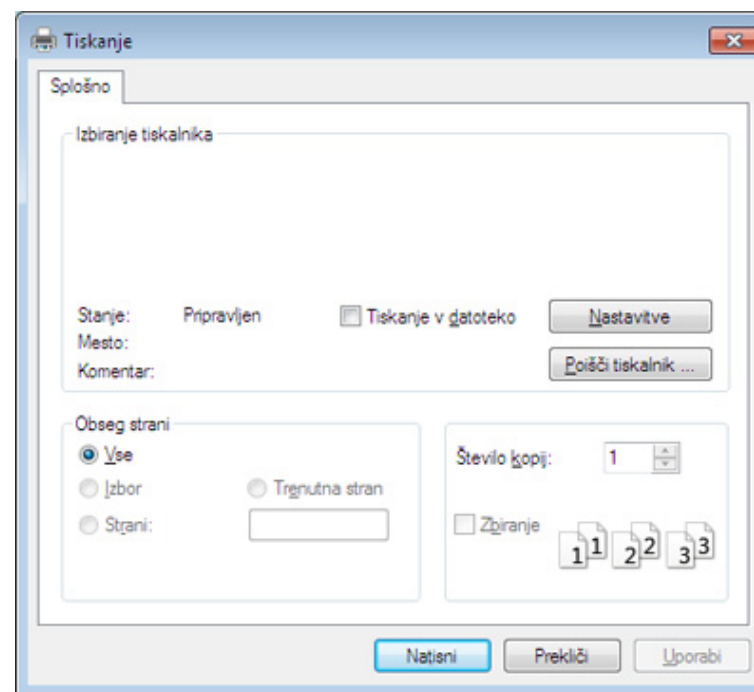 Tiskanje
Splošno
Izbiranje tiskalnika
Stanje: Pripravljen Tiskanje v datoteko Nastavitve
Mesto:
Komentar: Poišči tiskalnik ...
Obseg strani
Vse Število kopij: 1
Izbor Trenutna stran
Strani: Zbiranje
1 1 2 2 3 3
Natisni Prekliči Uporabi